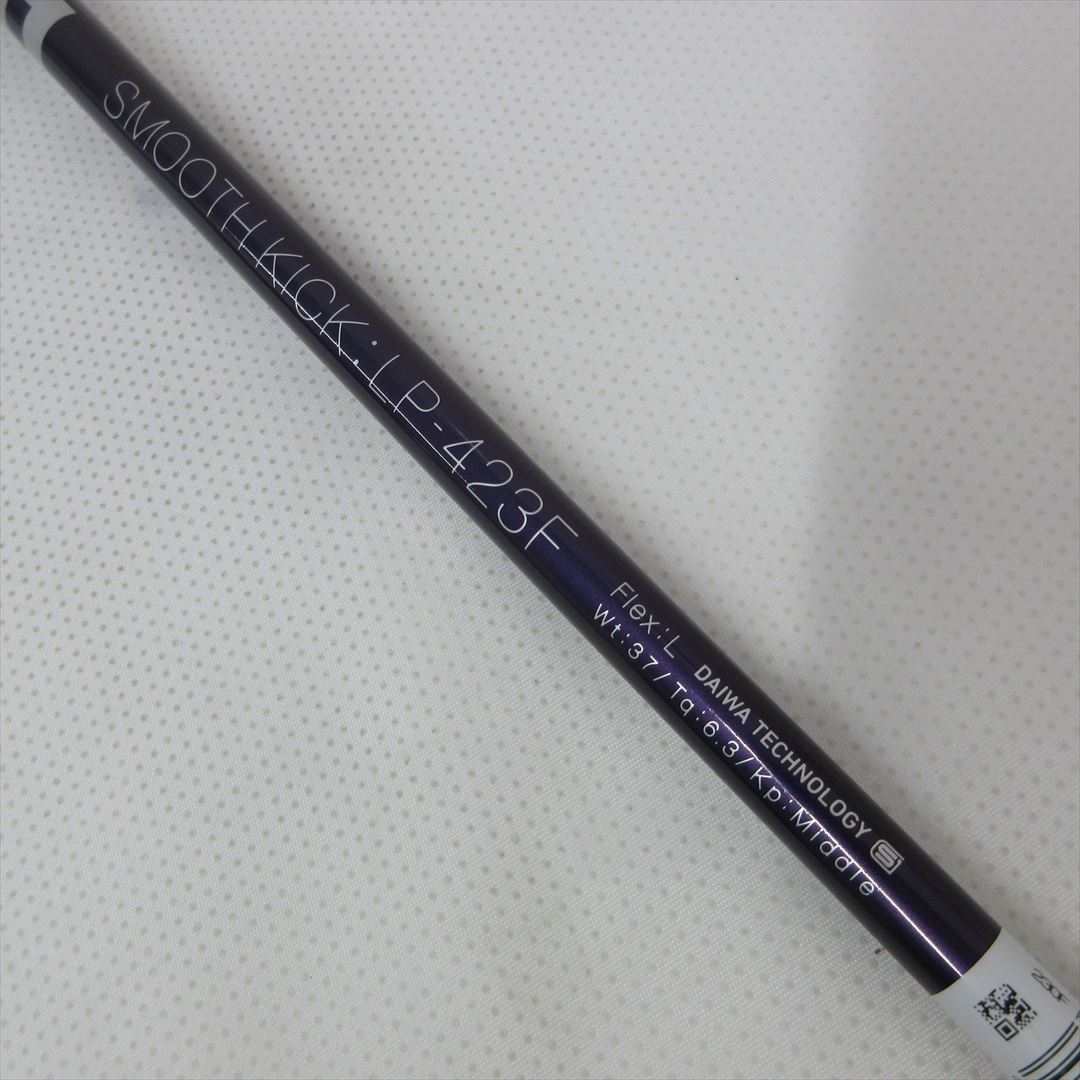 SMOOTH KICK:LP-423F
Flex:L
Wt:37/Tq:6.3/Kp:Middle
DAIWA TECHNOLOGY